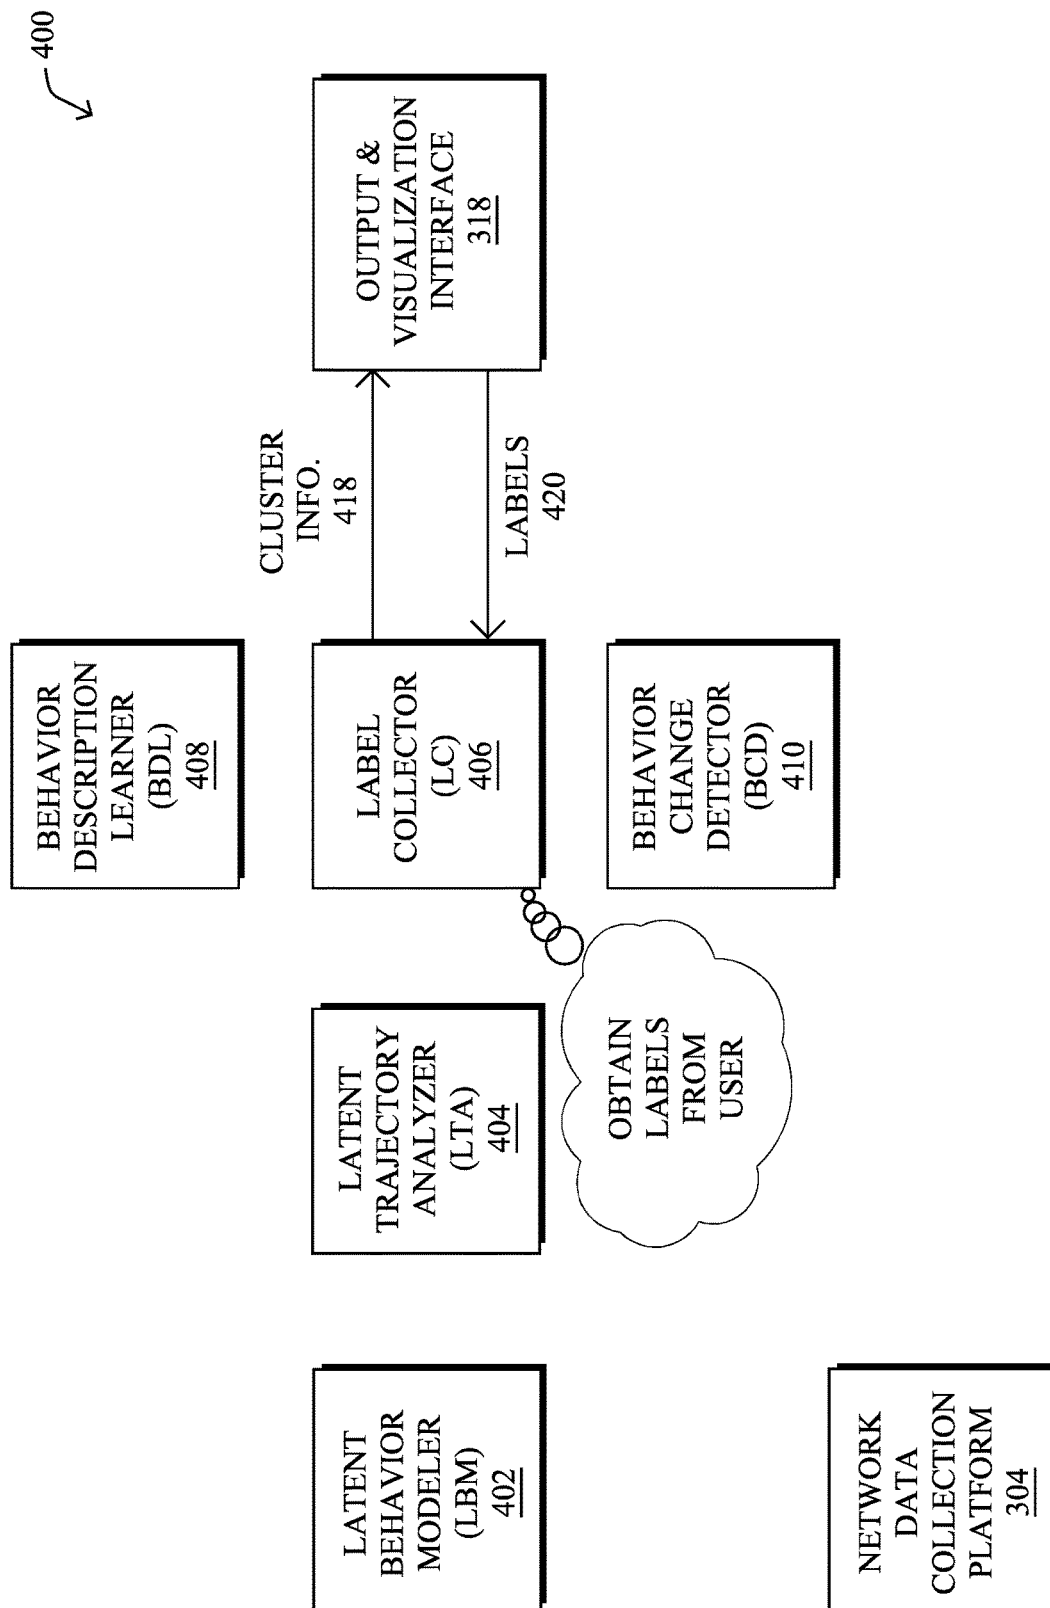 400
LATENT
BEHAVIOR
MODELER
(LBM)
402
LATENT
TRAJECTORY
ANALYZER
(LTA)
404
BEHAVIOR
DESCRIPTION
LEARNER
(BDL)
408
LABEL
COLLECTOR
(LC)
406
CLUSTER
INFO.
418
LABELS
420
OUTPUT &
VISUALIZATION
INTERFACE
318
OBTAIN
LABELS
FROM
USER
BEHAVIOR
CHANGE
DETECTOR
(BCD)
410
NETWORK
DATA
COLLECTION
PLATFORM
304